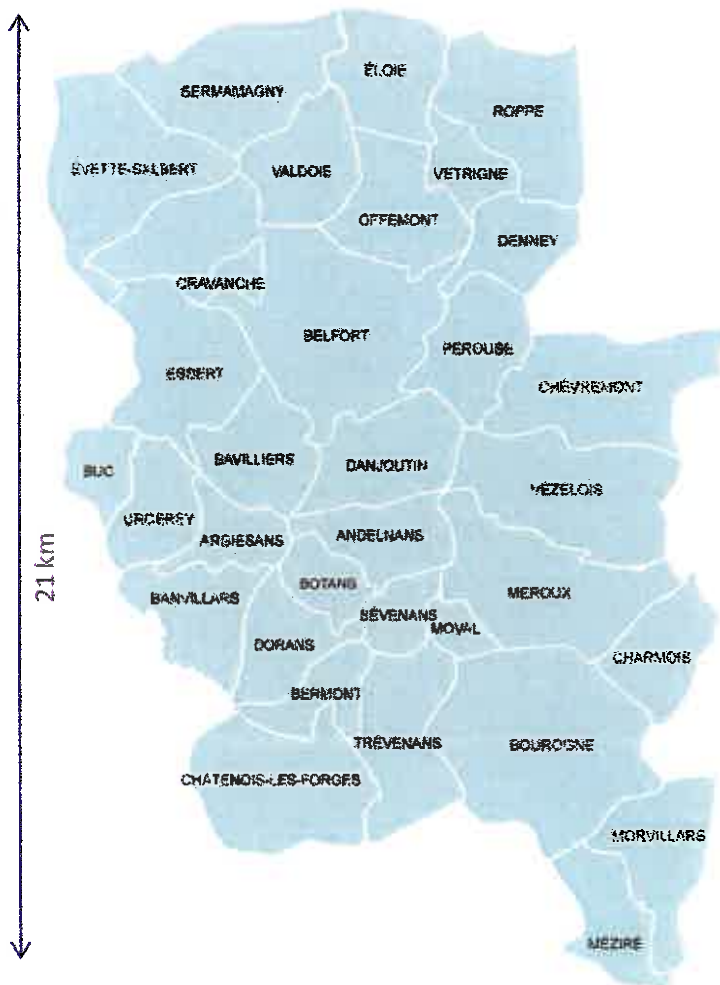 ÉLOIE
SERMAMAGNY
ROPPE
ÉVETTE-SALBERT
VALDOIE
VETRIGNE
OFFEMONT
DENNEY
CRAVANCHE
BELFORT
PEROUSE
ESSERT
CHÈVREMONT
BAVILLIERS
DANJOUTIN
BUC
VÉZELOIS
URCEREY
ARGIÉSANS
ANDELNANS
BOTANS
BANVILLARS
MEROUX
SÉVENANS
MOVAL
DORANS
CHARMOIS
BERMONT
TRÉVENANS
BOUROGNE
CHATENOIS-LES-FORGES
MORVILLARS
MÉZIRÉ
21 km